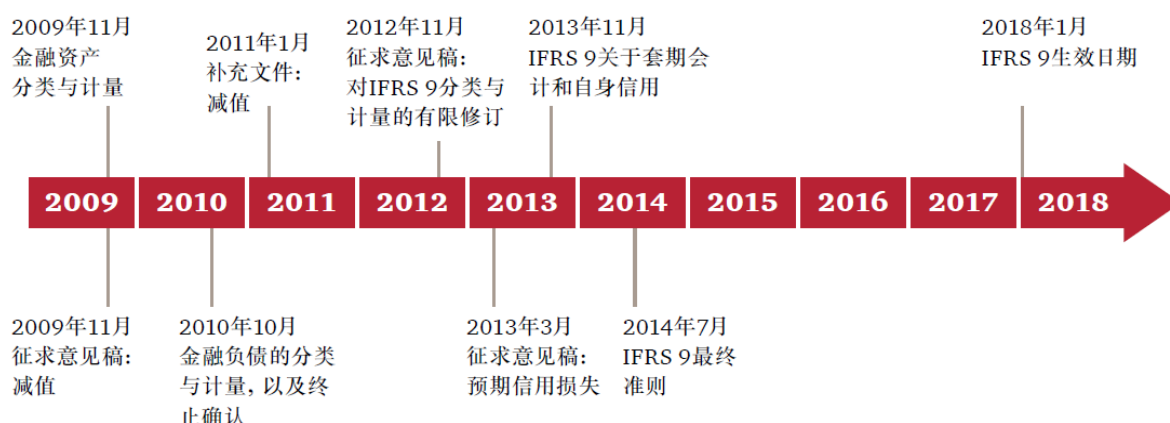 2009年11月
金融资产
分类与计量
2011年1月
补充文件：
减值
2012年11月
征求意见稿：
对IFRS 9分类与
计量的有限修订
2013年11月
IFRS 9关于套期会
计和自身信用
2018年1月
IFRS 9生效日期
2009 2010 2011 2012 2013 2014 2015 2016 2017 2018
2009年11月
征求意见稿：
减值
2010年10月
金融负债的分类
与计量，以及终
止确认
2013年3月
征求意见稿：
预期信用损失
2014年7月
IFRS 9最终
准则